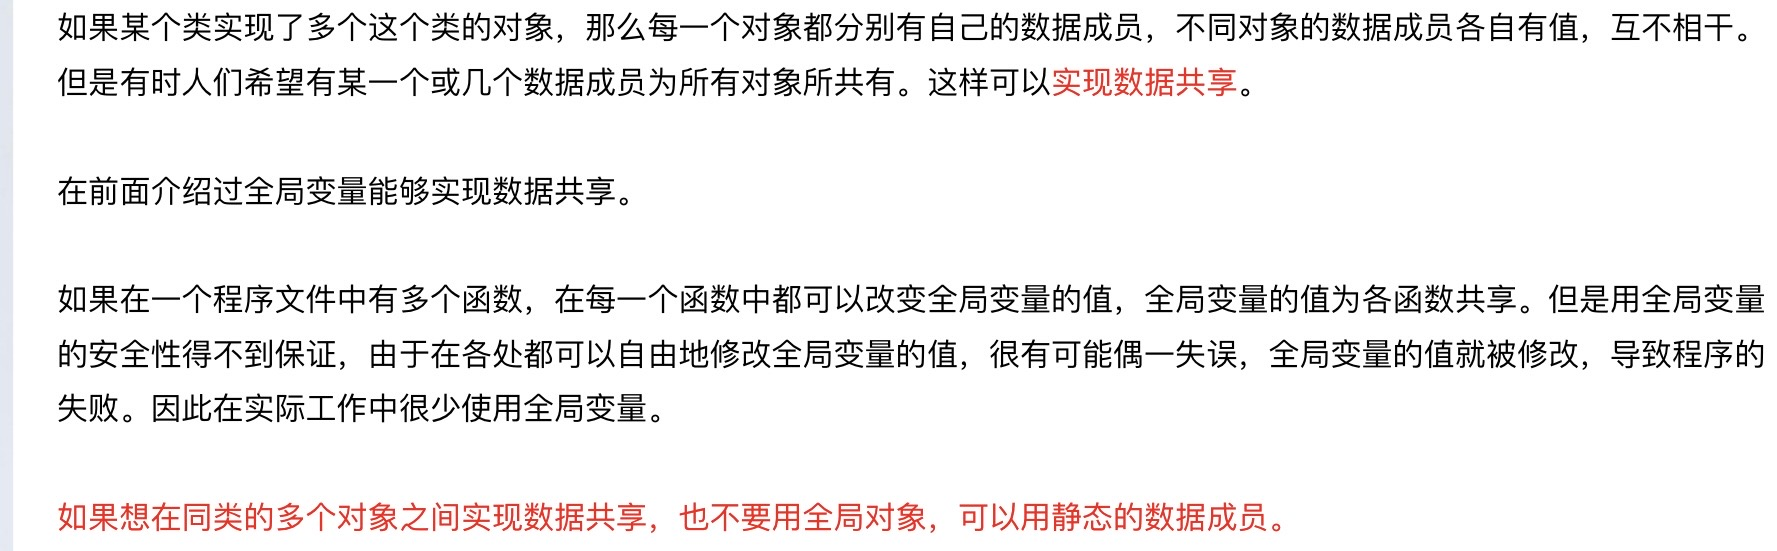 如果某个类实现了多个这个类的对象，那么每一个对象都分别有自己的数据成员，不同对象的数据成员各自有值，互不相干。
但是有时人们希望有某一个或几个数据成员为所有对象所共有。这样可以实现数据共享。
在前面介绍过全局变量能够实现数据共享。
如果在一个程序文件中有多个函数，在每一个函数中都可以改变全局变量的值，全局变量的值为各函数共享。但是用全局变量
的安全性得不到保证，由于在各处都可以自由地修改全局变量的值，很有可能偶一失误，全局变量的值就被修改，导致程序的
失败。因此在实际工作中很少使用全局变量。
如果想在同类的多个对象之间实现数据共享，也不要用全局对象，可以用静态的数据成员。